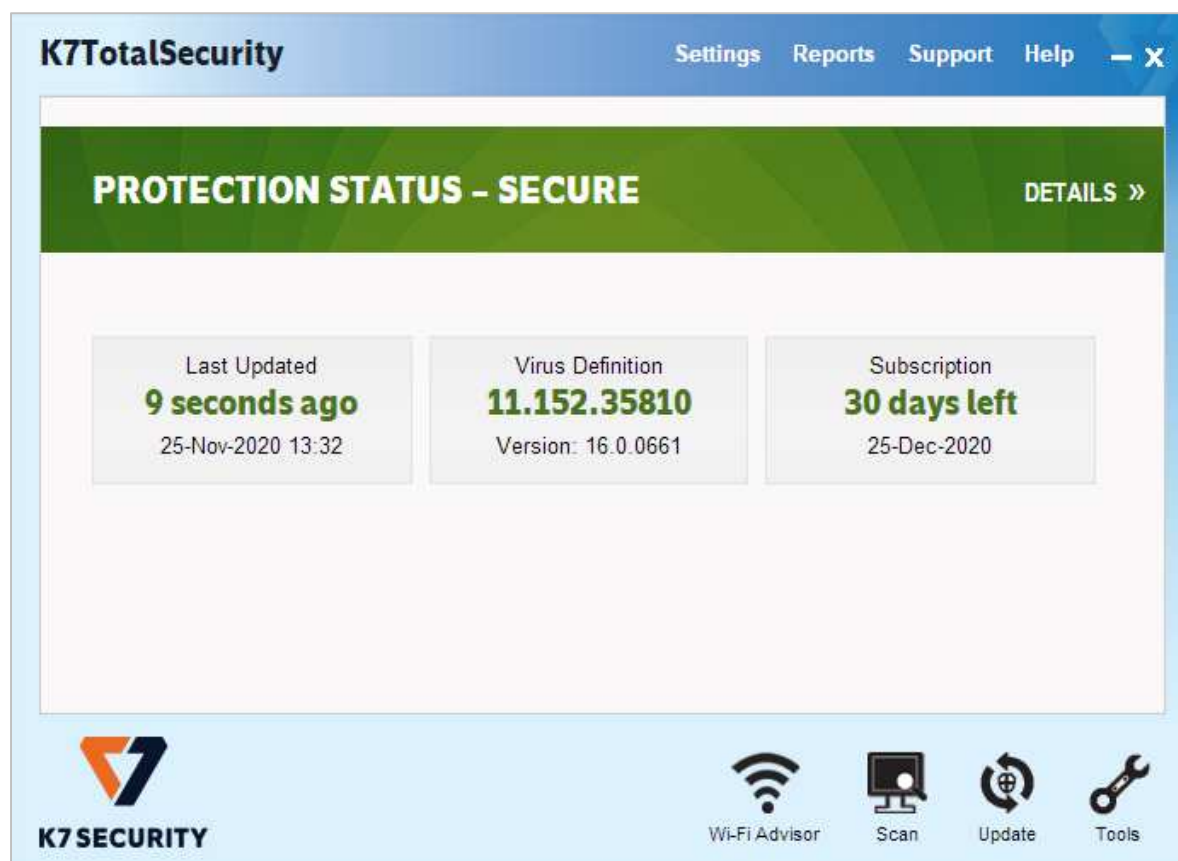 K7TotalSecurity
Settings Reports Support Help
PROTECTION STATUS – SECURE
DETAILS »
Last Updated
9 seconds ago
25-Nov-2020 13:32
Virus Definition
11.152.35810
Version: 16.0.0661
Subscription
30 days left
25-Dec-2020
K7 SECURITY
Wi-Fi Advisor
Scan
Update
Tools